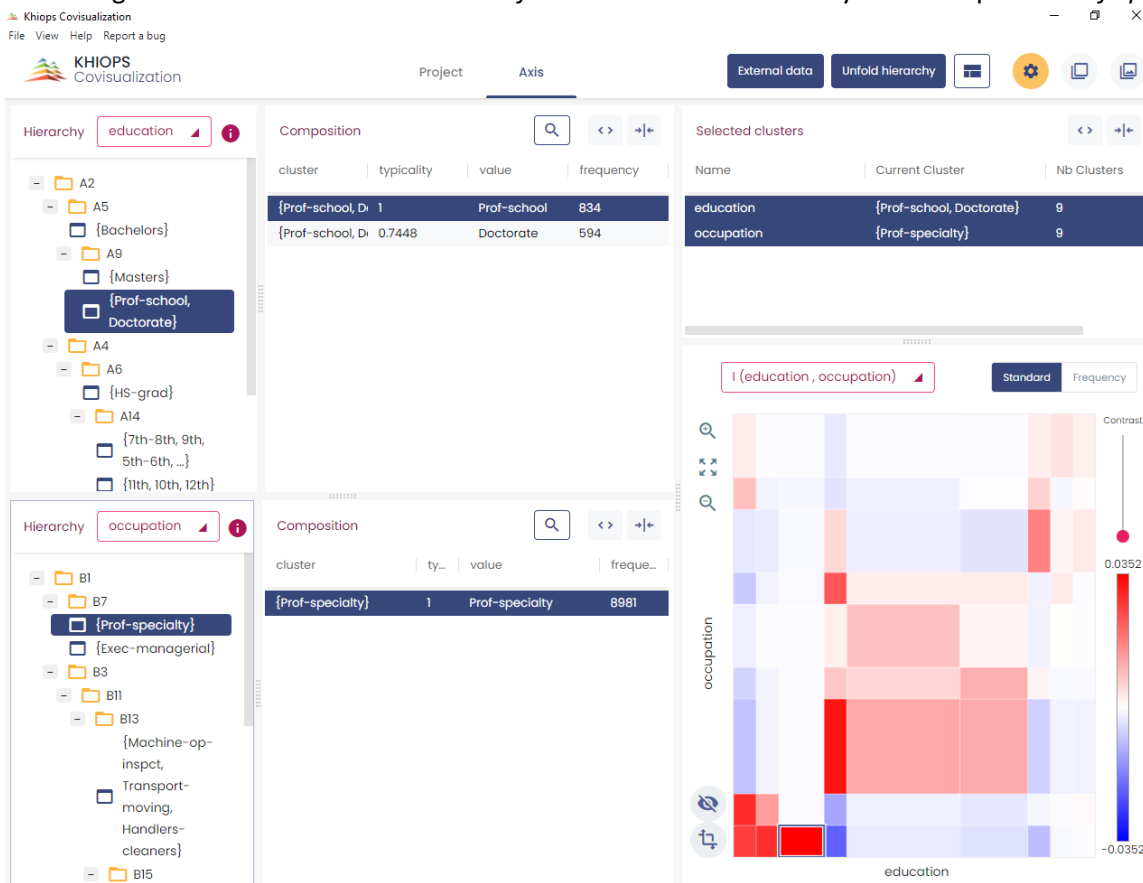 Khiops Covisualization
File View Help Report a bug
KHIOPS
Covisualization
Project Axis
External data Unfold hierarchy
Hierarchy education
A2
A5
{Bachelors}
A9
{Masters}
{Prof-school,
Doctorate}
A4
A6
{HS-grad}
A14
{7th-8th, 9th,
5th-6th, ...}
{11th, 10th, 12th}
Composition
cluster typicality value frequency
{Prof-school, D 1 Prof-school 834
{Prof-school, D 0.7448 Doctorate 594
Selected clusters
Name Current Cluster Nb Clusters
education {Prof-school, Doctorate} 9
occupation {Prof-specialty} 9
Hierarchy occupation
B1
B7
{Prof-specialty}
{Exec-managerial}
B3
B11
B13
{Machine-op-
inspct,
Transport-
moving,
Handlers-
cleaners}
B15
Composition
cluster ty... value freque...
{Prof-specialty} 1 Prof-specialty 8981
I (education , occupation) Standard Frequency
Contrast
0.0352
-0.0352
occupation
education